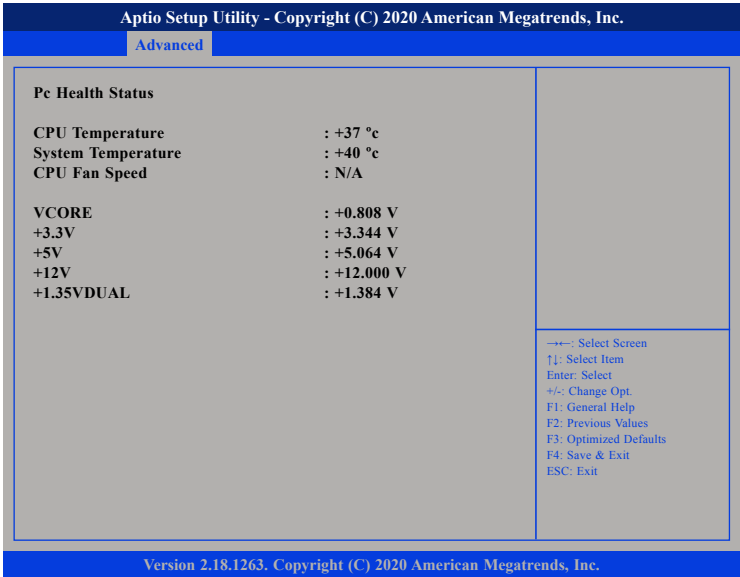 Aptio Setup Utility - Copyright (C) 2020 American Megatrends, Inc.
Advanced
Pc Health Status
CPU Temperature : +37 °c
System Temperature : +40 °c
CPU Fan Speed : N/A
VCORE : +0.808 V
+3.3V : +3.344 V
+5V : +5.064 V
+12V : +12.000 V
+1.35VDUAL : +1.384 V
→←: Select Screen
↑↓: Select Item
Enter: Select
+/-: Change Opt.
F1: General Help
F2: Previous Values
F3: Optimized Defaults
F4: Save & Exit
ESC: Exit
Version 2.18.1263. Copyright (C) 2020 American Megatrends, Inc.